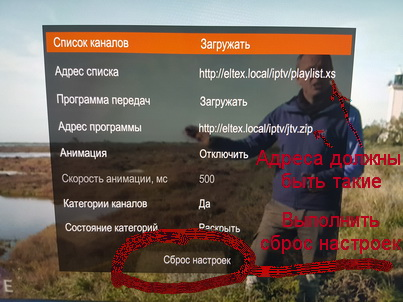 Список каналов Загружать
Адрес списка http://eltex.local/iptv/playlist.xs
Программа передач Загружать
Адрес программы http://eltex.local/iptv/jtv.zip
Анимация Отключить
Адреса должны
быть такие
Скорость анимации, мс 500
Категории каналов Да
Состояние категорий Раскрыть
Выполнить
сброс настроек
Сброс настроек
E